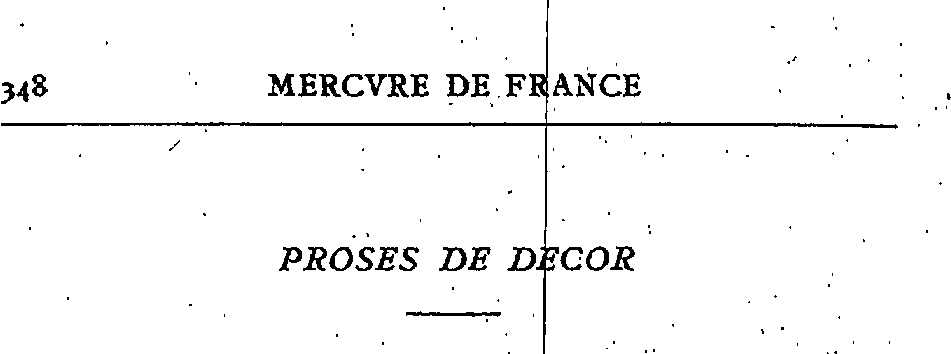 348 MERCVRE DE FRANCE
PROSES DE DECOR